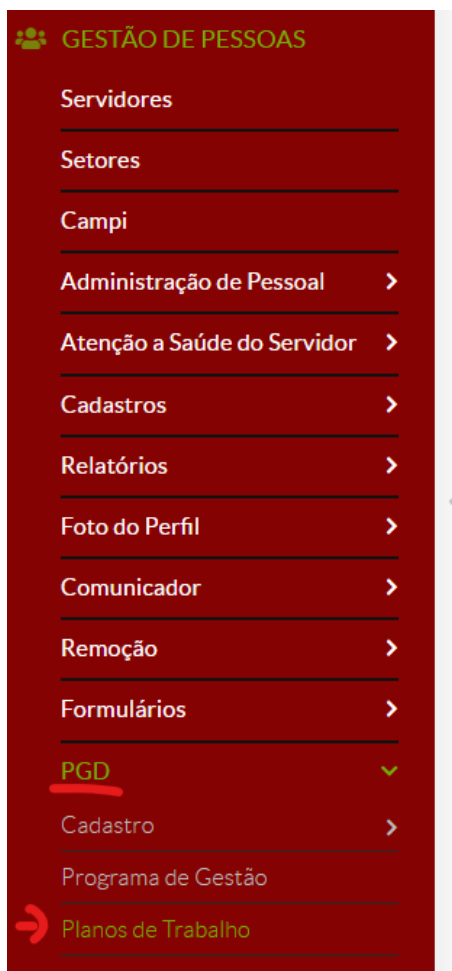 GESTÃO DE PESSOAS
Servidores
Setores
Campi
Administração de Pessoal
Atenção a Saúde do Servidor
Cadastros
Relatórios
Foto do Perfil
Comunicador
Remoção
Formulários
PGD
Cadastro
Programa de Gestão
Planos de Trabalho